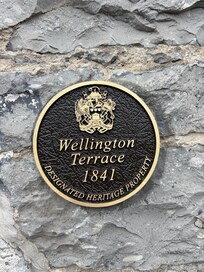 Wellington
Terrace
1841
DESIGNATED HERITAGE PROPERTY